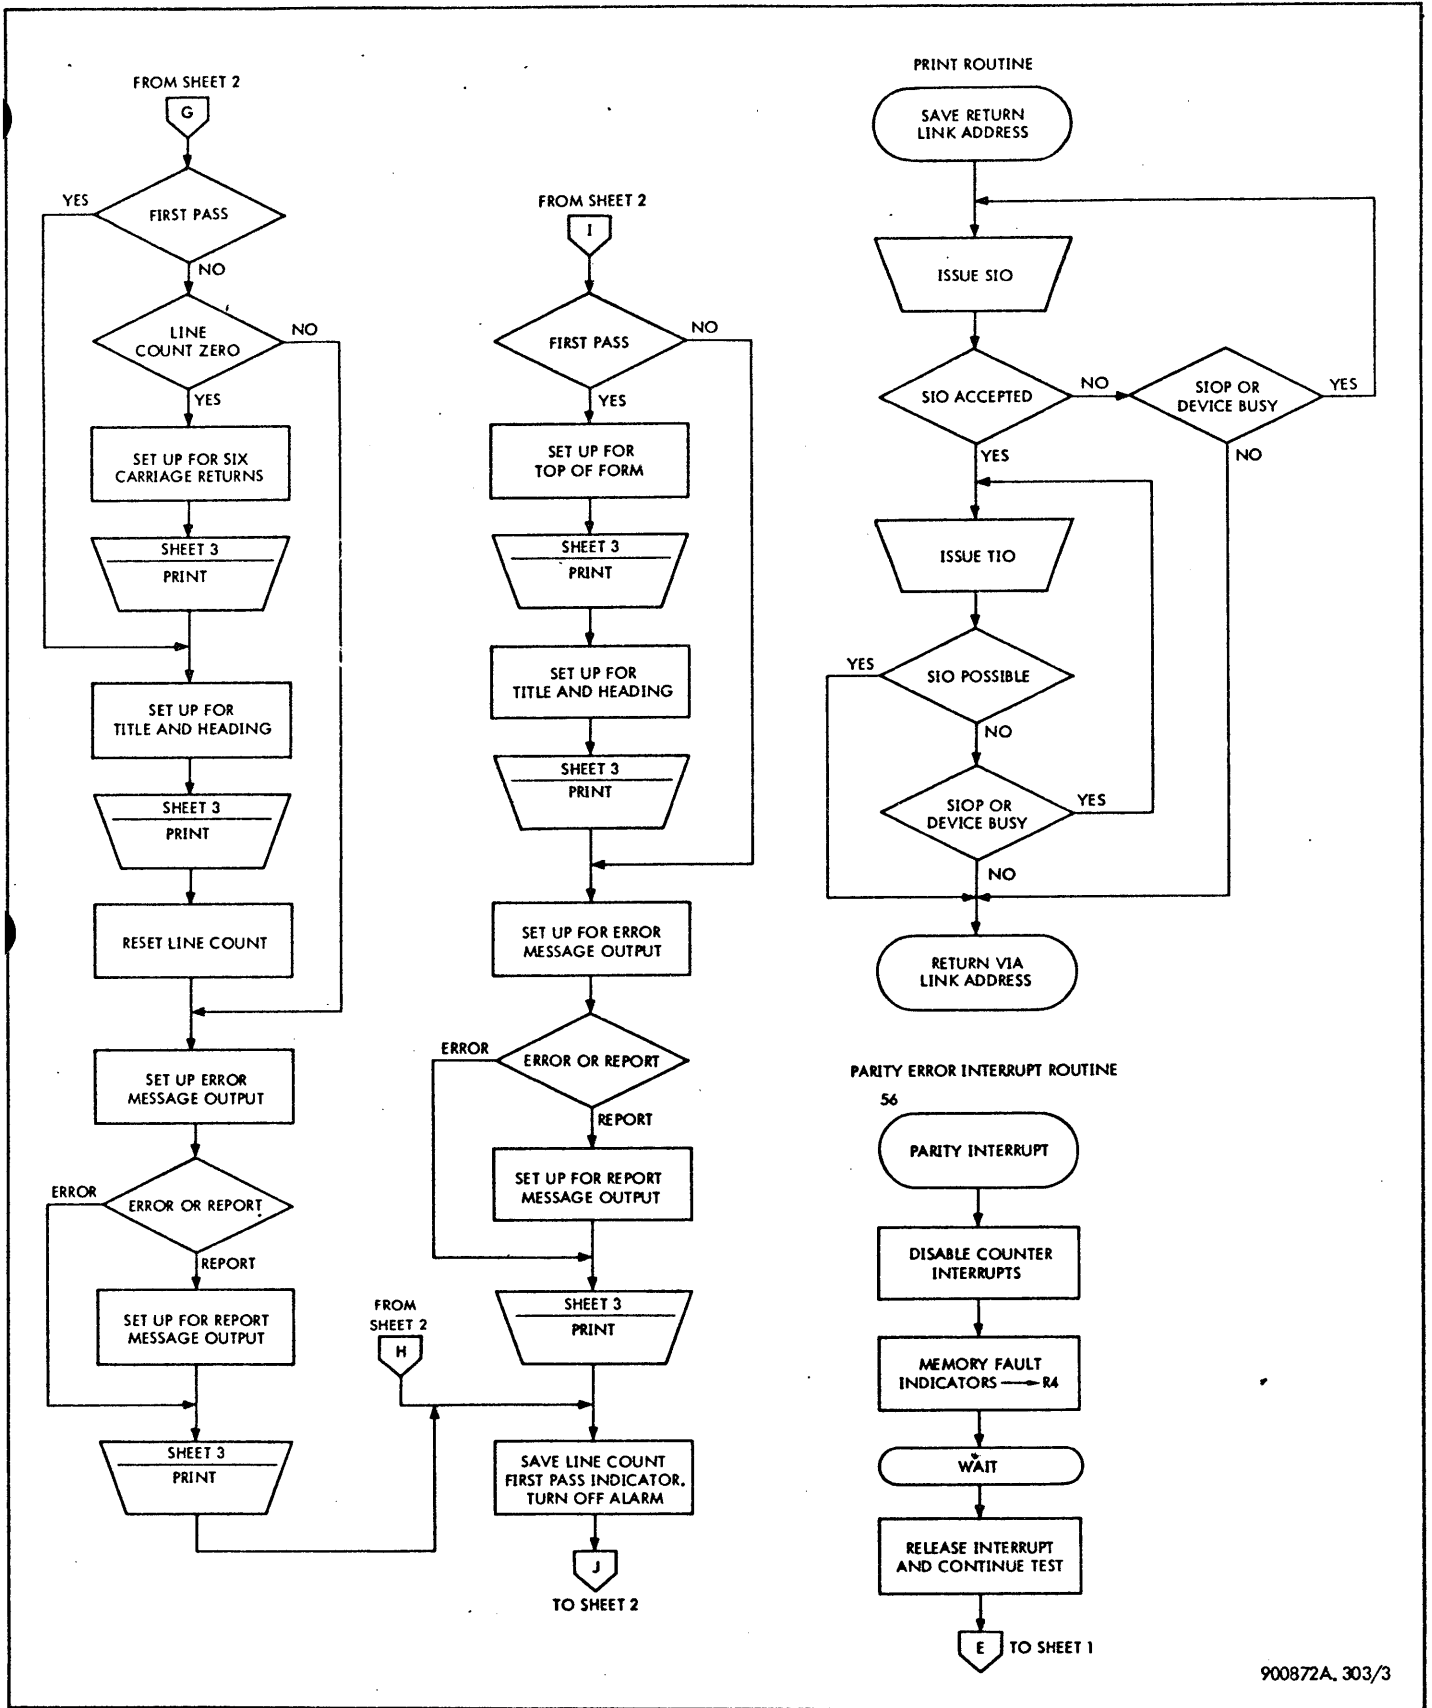 FROM SHEET 2
G
FIRST PASS
YES
NO
LINE
COUNT ZERO
NO
YES
SET UP FOR SIX
CARRIAGE RETURNS
SHEET 3
PRINT
SET UP FOR
TITLE AND HEADING
SHEET 3
PRINT
RESET LINE COUNT
SET UP ERROR
MESSAGE OUTPUT
ERROR
ERROR OR REPORT
REPORT
SET UP FOR REPORT
MESSAGE OUTPUT
SHEET 3
PRINT
FROM SHEET 2
I
FIRST PASS
NO
YES
SET UP FOR
TOP OF FORM
SHEET 3
PRINT
SET UP FOR
TITLE AND HEADING
SHEET 3
PRINT
SET UP FOR ERROR
MESSAGE OUTPUT
ERROR
ERROR OR REPORT
REPORT
SET UP FOR REPORT
MESSAGE OUTPUT
SHEET 3
PRINT
FROM
SHEET 2
H
SAVE LINE COUNT
FIRST PASS INDICATOR.
TURN OFF ALARM
J
TO SHEET 2
PRINT ROUTINE
SAVE RETURN
LINK ADDRESS
ISSUE SIO
SIO ACCEPTED
NO
SIOP OR
DEVICE BUSY
YES
NO
YES
ISSUE TIO
YES
SIO POSSIBLE
NO
SIOP OR
DEVICE BUSY
YES
NO
RETURN VIA
LINK ADDRESS
PARITY ERROR INTERRUPT ROUTINE
56
PARITY INTERRUPT
DISABLE COUNTER
INTERRUPTS
MEMORY FAULT
INDICATORS → R4
WAIT
RELEASE INTERRUPT
AND CONTINUE TEST
E
TO SHEET 1
900872A. 303/3